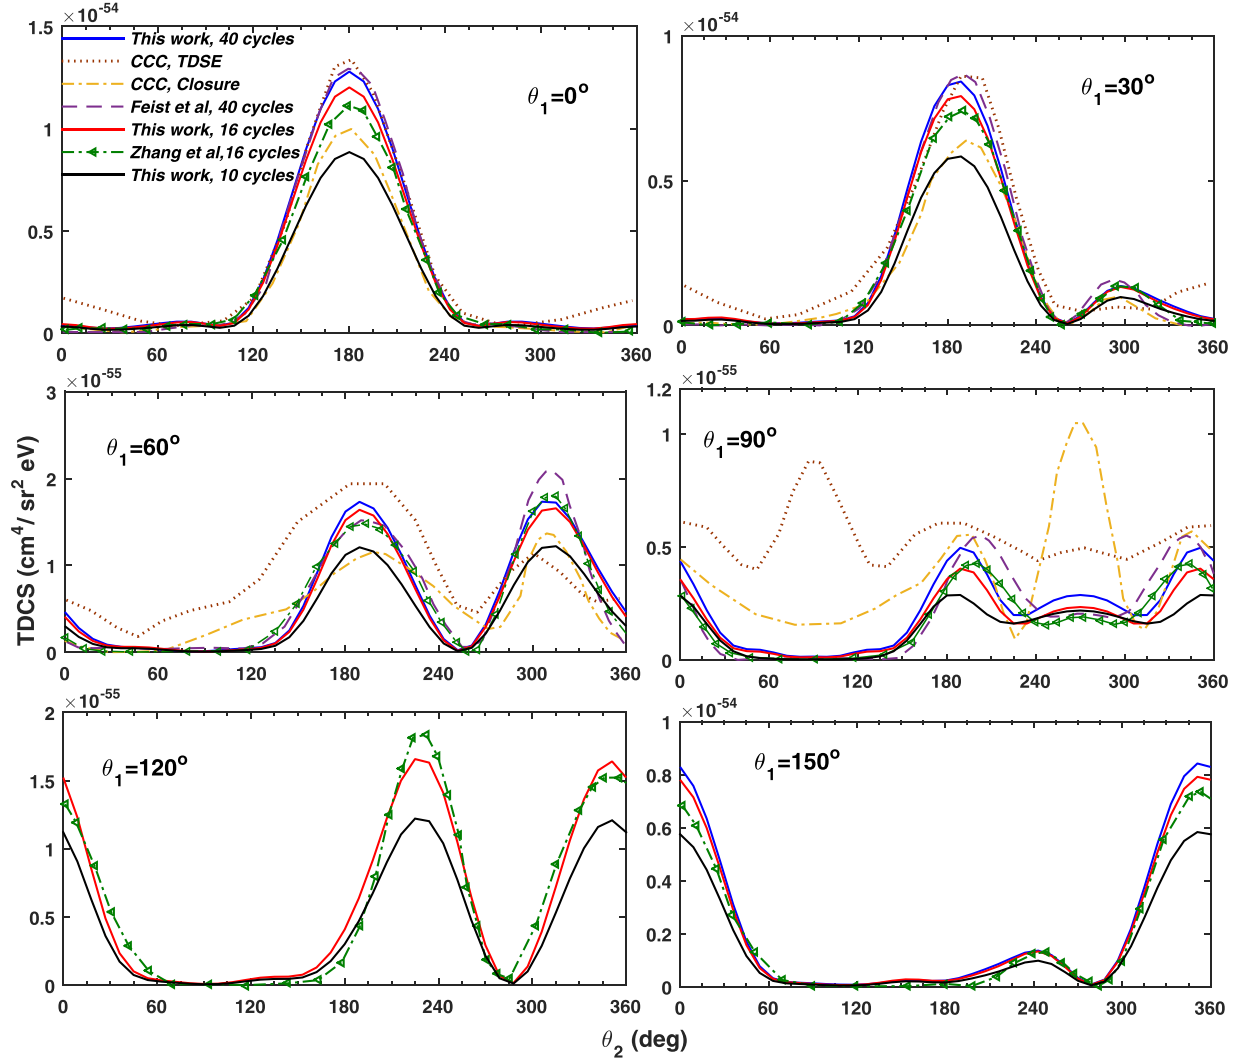 ×10⁻⁵⁴
1.5
1
0.5
0
This work, 40 cycles
CCC, TDSE
CCC, Closure
Feist et al, 40 cycles
This work, 16 cycles
Zhang et al,16 cycles
This work, 10 cycles
θ₁=0°
0 60 120 180 240 300 360
×10⁻⁵⁴
1
0.5
0
θ₁=30°
0 60 120 180 240 300 360
TDCS (cm⁴/ sr² eV)
×10⁻⁵⁵
3
2
1
0
θ₁=60°
0 60 120 180 240 300 360
×10⁻⁵⁵
1.2
1
0.5
0
θ₁=90°
0 60 120 180 240 300 360
×10⁻⁵⁵
2
1.5
1
0.5
0
θ₁=120°
0 60 120 180 240 300 360
×10⁻⁵⁴
1
0.8
0.6
0.4
0.2
0
θ₁=150°
0 60 120 180 240 300 360
θ₂ (deg)